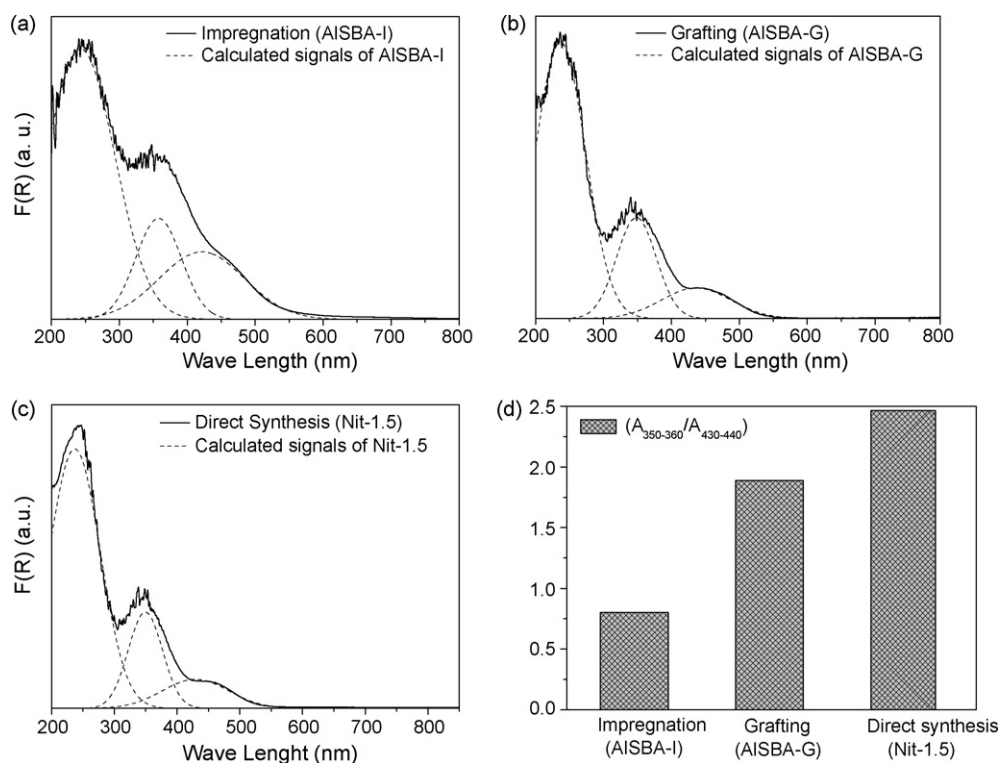 (a)
Impregnation (AlSBA-I)
Calculated signals of AlSBA-I
F(R) (a. u.)
200 300 400 500 600 700 800
Wave Length (nm)
(b)
Grafting (AlSBA-G)
Calculated signals of AlSBA-G
F(R) (a. u.)
200 300 400 500 600 700 800
Wave Length (nm)
(c)
Direct Synthesis (Nit-1.5)
Calculated signals of Nit-1.5
F(R) (a.u.)
200 300 400 500 600 700 800
Wave Lenght (nm)
(d)
(A350-360/A430-440)
2.5
2.0
1.5
1.0
0.5
0.0
Impregnation Grafting Direct synthesis
(AlSBA-I) (AlSBA-G) (Nit-1.5)